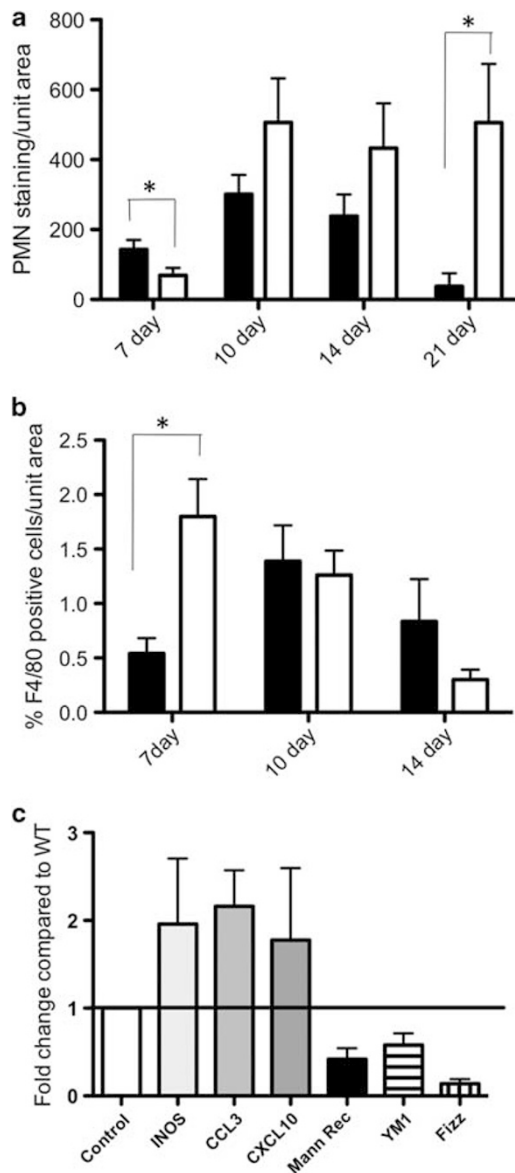 a
PMN staining/unit area
800
600
400
200
0
*
*
7 day
10 day
14 day
21 day
b
% F4/80 positive cells/unit area
2.5
2.0
1.5
1.0
0.5
0.0
*
7day
10 day
14 day
c
Fold change compared to WT
3
2
1
0
Control
INOS
CCL3
CXCL10
Mann Rec
YM1
Fizz